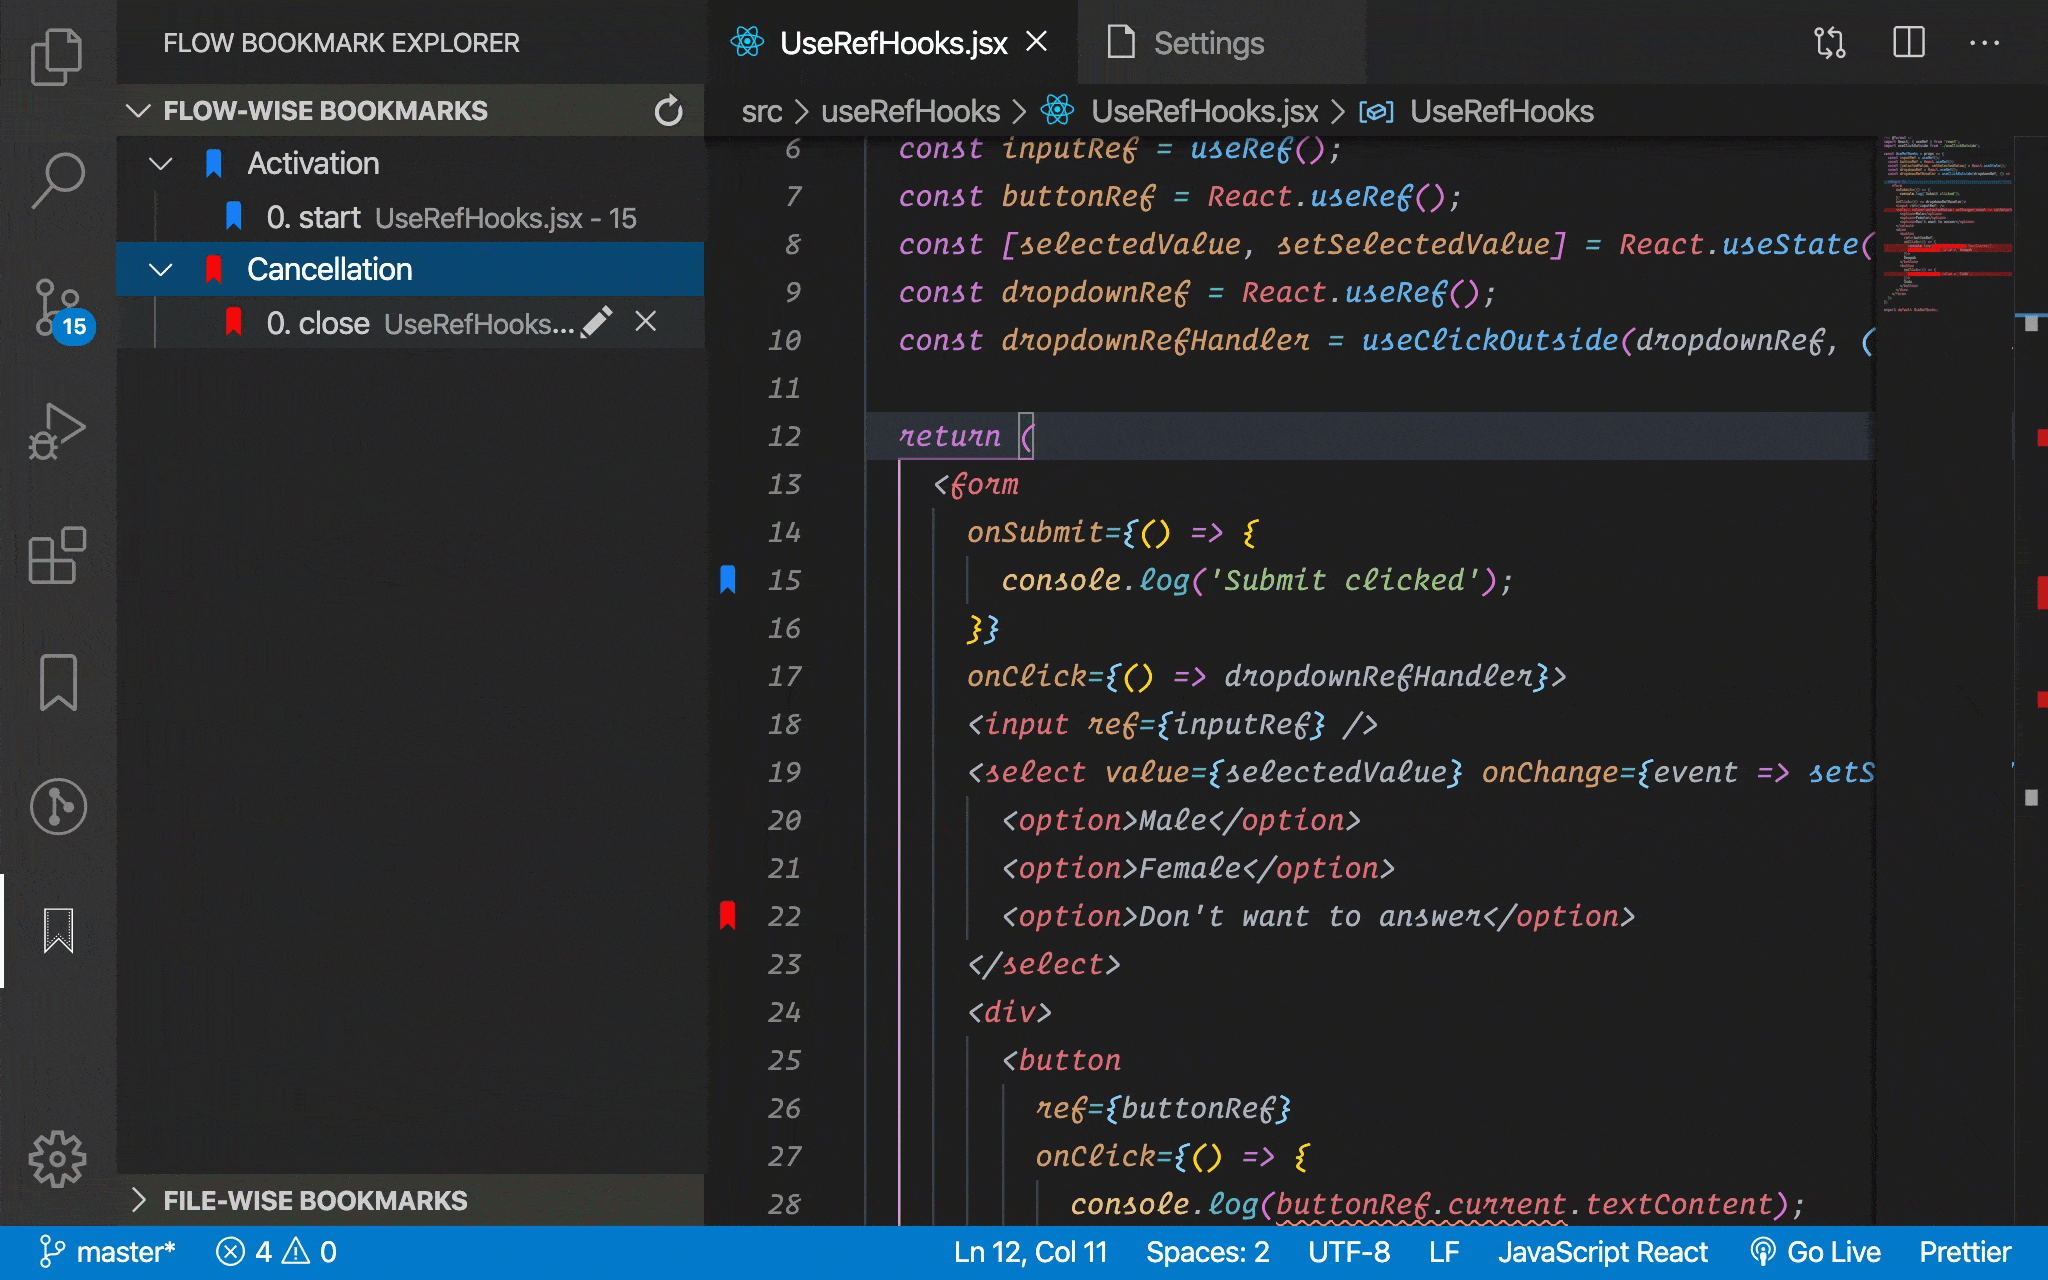 FLOW BOOKMARK EXPLORER
UseRefHooks.jsx
Settings
FLOW-WISE BOOKMARKS
src > useRefHooks > UseRefHooks.jsx > UseRefHooks
Activation
0. start UseRefHooks.jsx - 15
Cancellation
0. close UseRefHooks...
15
6 const inputRef = useRef();
7 const buttonRef = React.useRef();
8 const [selectedValue, setSelectedValue] = React.useState(
9 const dropdownRef = React.useRef();
10 const dropdownRefHandler = useClickOutside(dropdownRef, (
11
12 return (
13 <form
14 onSubmit={() => {
15 console.log('Submit clicked');
16 }}
17 onClick={() => dropdownRefHandler}>
18 <input ref={inputRef} />
19 <select value={selectedValue} onChange={event => setS
20 <option>Male</option>
21 <option>Female</option>
22 <option>Don't want to answer</option>
23 </select>
24 <div>
25 <button
26 ref={buttonRef}
27 onClick={() => {
28 console.log(buttonRef.current.textContent);
FILE-WISE BOOKMARKS
master* 4 0 Ln 12, Col 11 Spaces: 2 UTF-8 LF JavaScript React Go Live Prettier